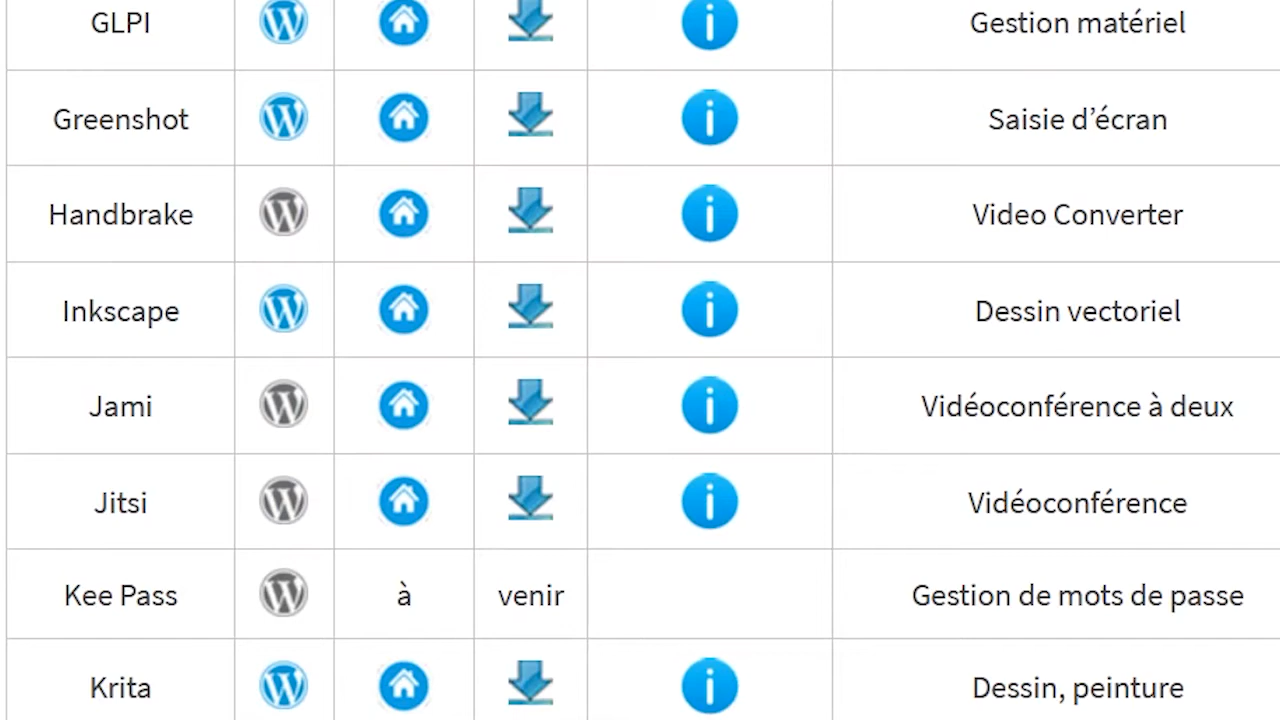 GLPI Gestion matériel
Greenshot Saisie d’écran
Handbrake Video Converter
Inkscape Dessin vectoriel
Jami Vidéoconférence à deux
Jitsi Vidéoconférence
Kee Pass à venir Gestion de mots de passe
Krita Dessin, peinture